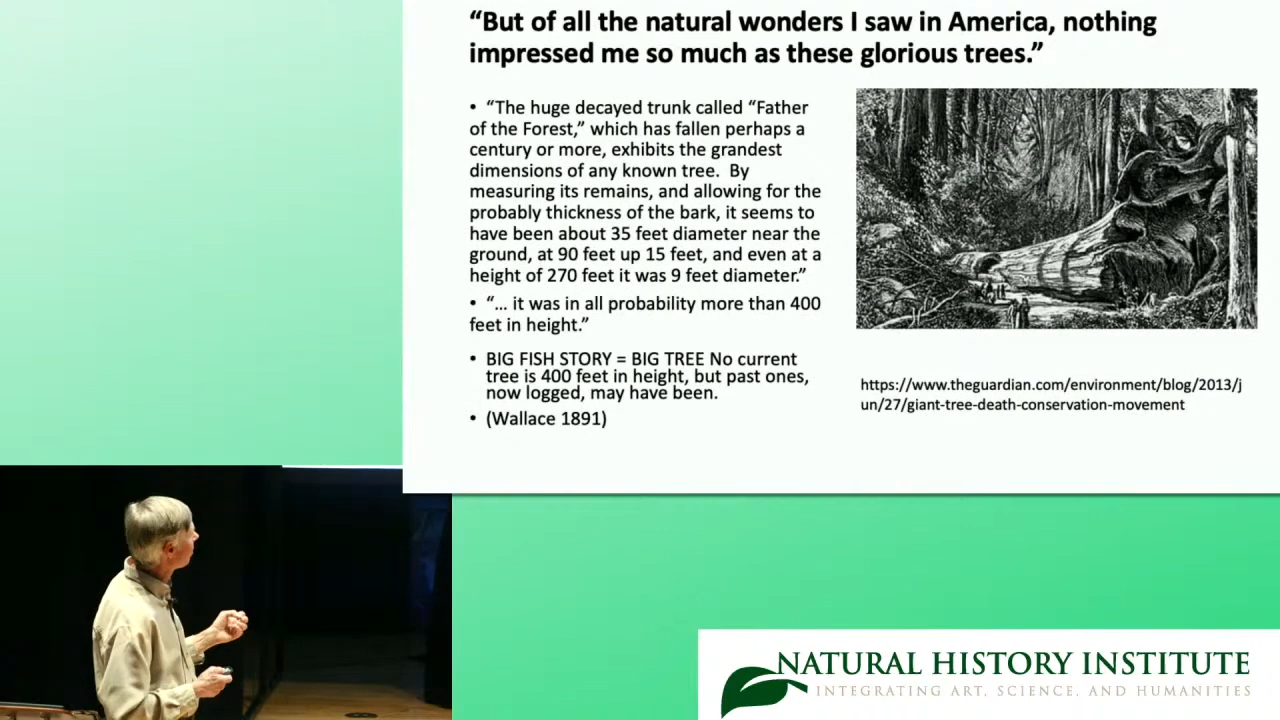 “But of all the natural wonders I saw in America, nothing
impressed me so much as these glorious trees.”
• “The huge decayed trunk called “Father
of the Forest,” which has fallen perhaps a
century or more, exhibits the grandest
dimensions of any known tree.  By
measuring its remains, and allowing for the
probably thickness of the bark, it seems to
have been about 35 feet diameter near the
ground, at 90 feet up 15 feet, and even at a
height of 270 feet it was 9 feet diameter.”
• “… it was in all probability more than 400
feet in height.”
• BIG FISH STORY = BIG TREE No current
tree is 400 feet in height, but past ones,
now logged, may have been.
• (Wallace 1891)
https://www.theguardian.com/environment/blog/2013/j
un/27/giant-tree-death-conservation-movement
NATURAL HISTORY INSTITUTE
INTEGRATING ART, SCIENCE, AND HUMANITIES